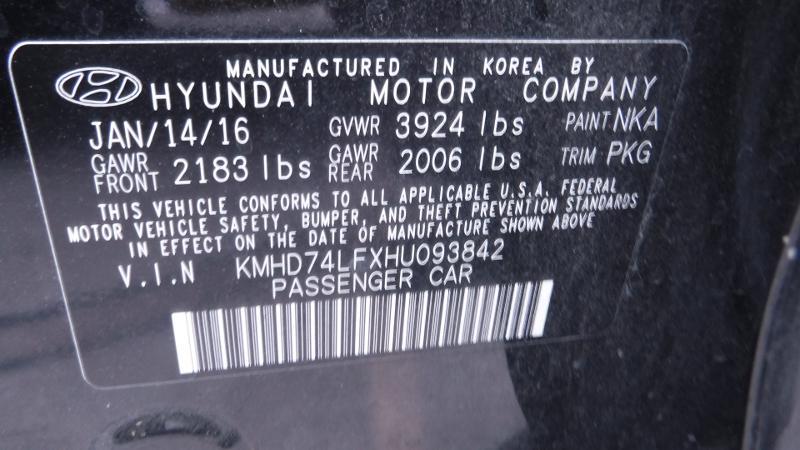 MANUFACTURED IN KOREA BY
HYUNDAI MOTOR COMPANY
JAN/14/16 GVWR 3924 lbs PAINT NKA
GAWR FRONT 2183 lbs GAWR REAR 2006 lbs TRIM PKG
THIS VEHICLE CONFORMS TO ALL APPLICABLE U.S.A. FEDERAL
MOTOR VEHICLE SAFETY, BUMPER, AND THEFT PREVENTION STANDARDS
IN EFFECT ON THE DATE OF MANUFACTURE SHOWN ABOVE
V.I.N KMHD74LFXHU093842
PASSENGER CAR